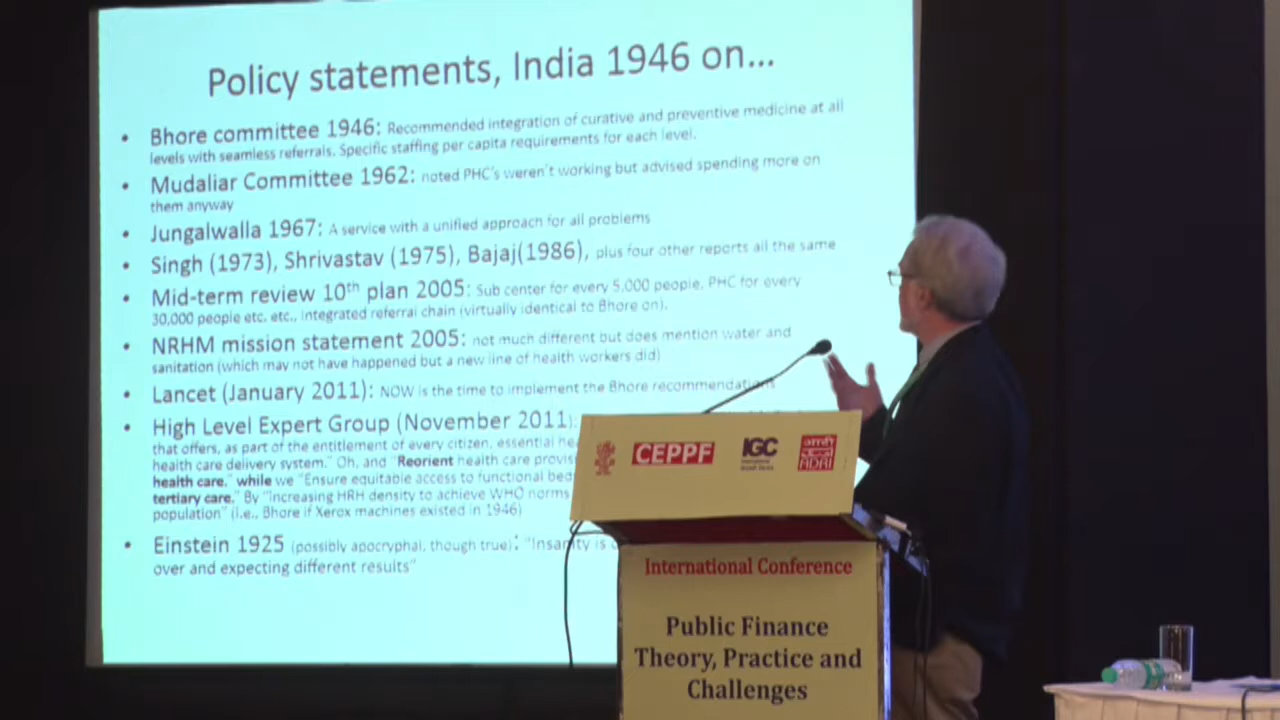 Policy statements, India 1946 on...
• Bhore committee 1946: Recommended integration of curative and preventive medicine at all
levels with seamless referrals. Specific staffing per capita requirements for each level.
• Mudaliar Committee 1962: noted PHC's weren't working but advised spending more on
them anyway
• Jungalwalla 1967: A service with a unified approach for all problems
• Singh (1973), Shrivastav (1975), Bajaj(1986), plus four other reports all the same
• Mid-term review 10th plan 2005: Sub center for every 5,000 people, PHC for every
30,000 people etc. etc., integrated referral chain (virtually identical to Bhore on).
• NRHM mission statement 2005: not much different but does mention water and
sanitation (which may not have happened but a new line of health workers did)
• Lancet (January 2011): NOW is the time to implement the Bhore recommendations
• High Level Expert Group (November 2011):
that offers, as part of the entitlement of every citizen, essential
health care delivery system." Oh, and "Reorient health care
health care," while we "Ensure equitable access to functional
tertiary care." By "Increasing HRH density to achieve WHO norms
population" (i.e., Bhore if Xerox machines existed in 1946)
• Einstein 1925 (possibly apocryphal, though true): "Insanity is
over and expecting different results"
CEPPF
IGC
International Conference
Public Finance
Theory, Practice and
Challenges